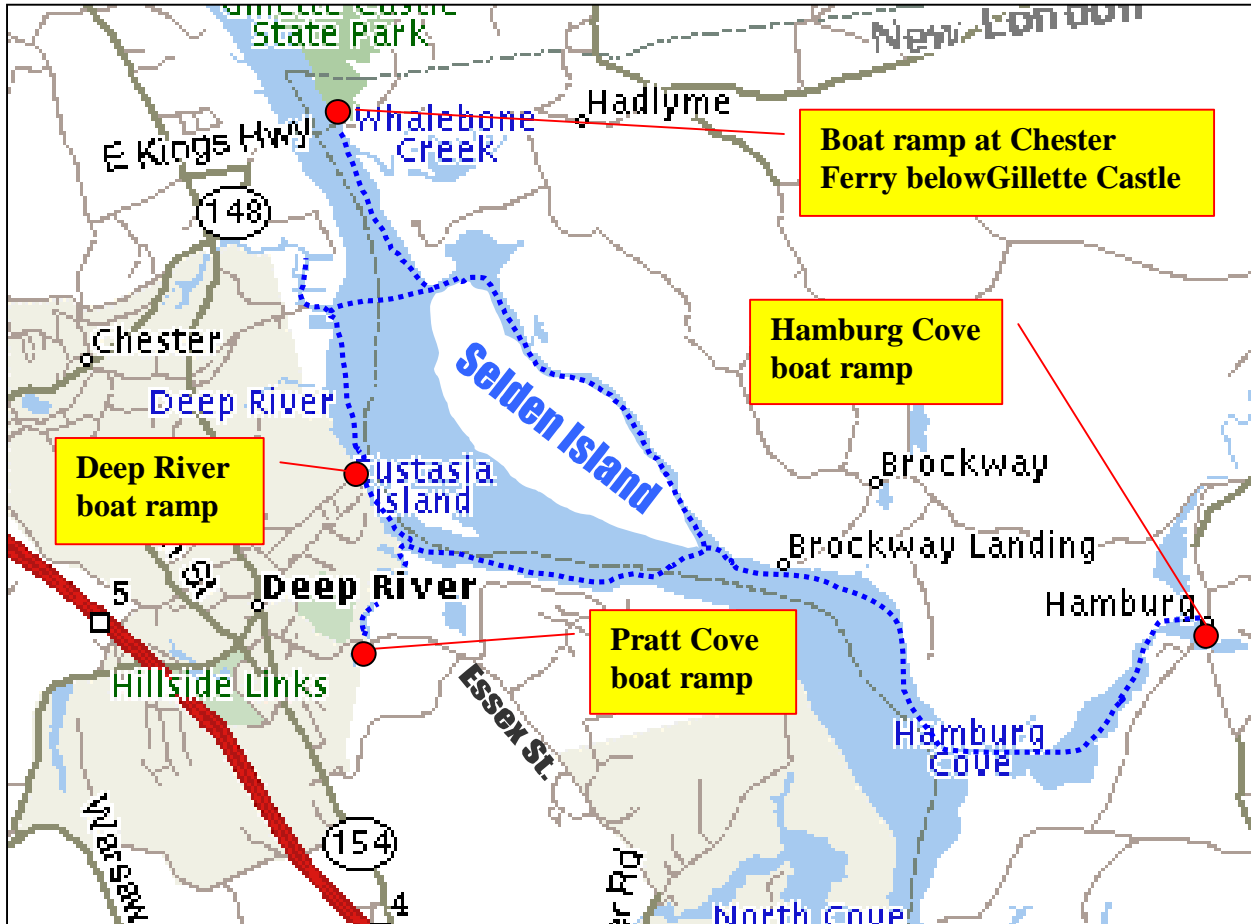 State Park
New London
Hadlyme
Whalebone
Creek
E Kings Hwy
Boat ramp at Chester
Ferry belowGillette Castle
148
Hamburg Cove
boat ramp
Chester
Selden Island
Deep River
Deep River
boat ramp
Eustasia
Island
Brockway
Brockway Landing
5
Deep River
Hamburg
Pratt Cove
boat ramp
Hillside Links
Essex St.
Hamburg
Cove
Warsaw
154
4
Rd
North Cove